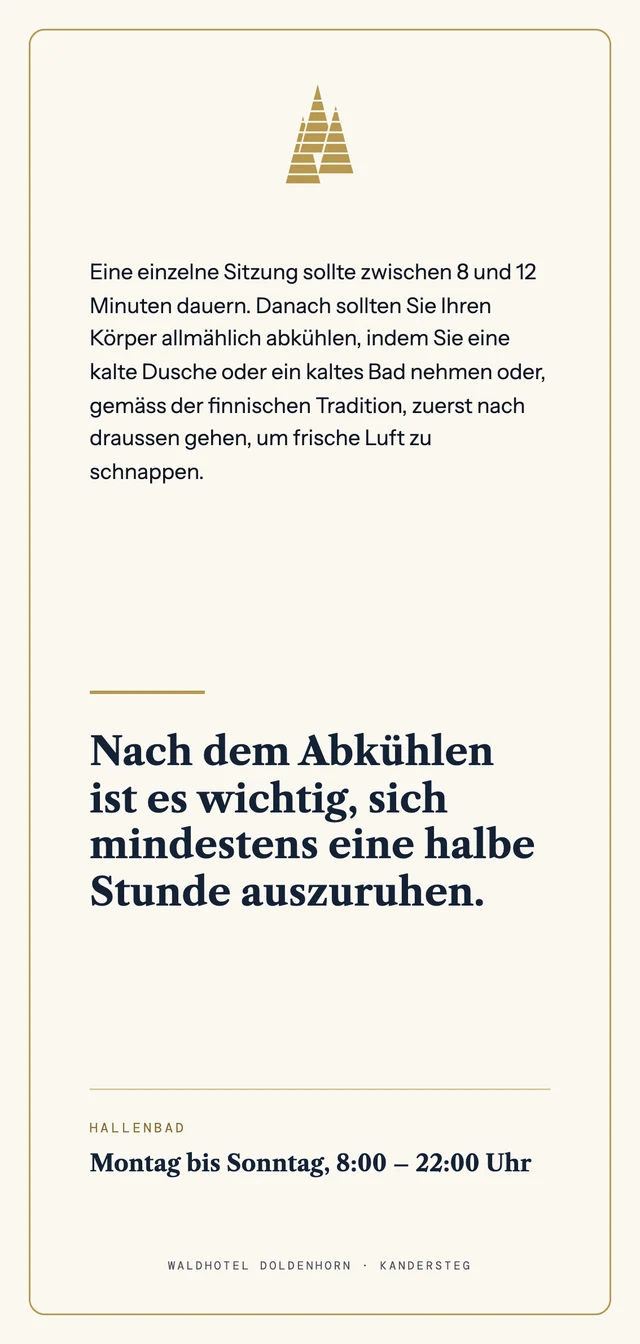 Eine einzelne Sitzung sollte zwischen 8 und 12
Minuten dauern. Danach sollten Sie Ihren
Körper allmählich abkühlen, indem Sie eine
kalte Dusche oder ein kaltes Bad nehmen oder,
gemäss der finnischen Tradition, zuerst nach
draussen gehen, um frische Luft zu
schnappen.
Nach dem Abkühlen
ist es wichtig, sich
mindestens eine halbe
Stunde auszuruhen.
HALLENBAD
Montag bis Sonntag, 8:00 – 22:00 Uhr
WALDHOTEL DOLDENHORN · KANDERSTEG